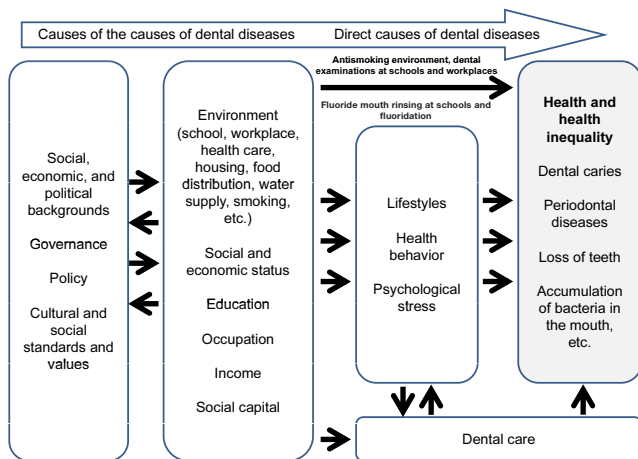 Causes of the causes of dental diseases
Direct causes of dental diseases
Social,
economic, and
political
backgrounds
Governance
Policy
Cultural and
social
standards and
values
Environment
(school, workplace,
health care,
housing, food
distribution, water
supply, smoking,
etc.)
Social and
economic status
Education
Occupation
Income
Social capital
Antismoking environment, dental
examinations at schools and workplaces
Fluoride mouth rinsing at schools and
fluoridation
Lifestyles
Health
behavior
Psychological
stress
Health and
health
inequality
Dental caries
Periodontal
diseases
Loss of teeth
Accumulation
of bacteria in
the mouth,
etc.
Dental care